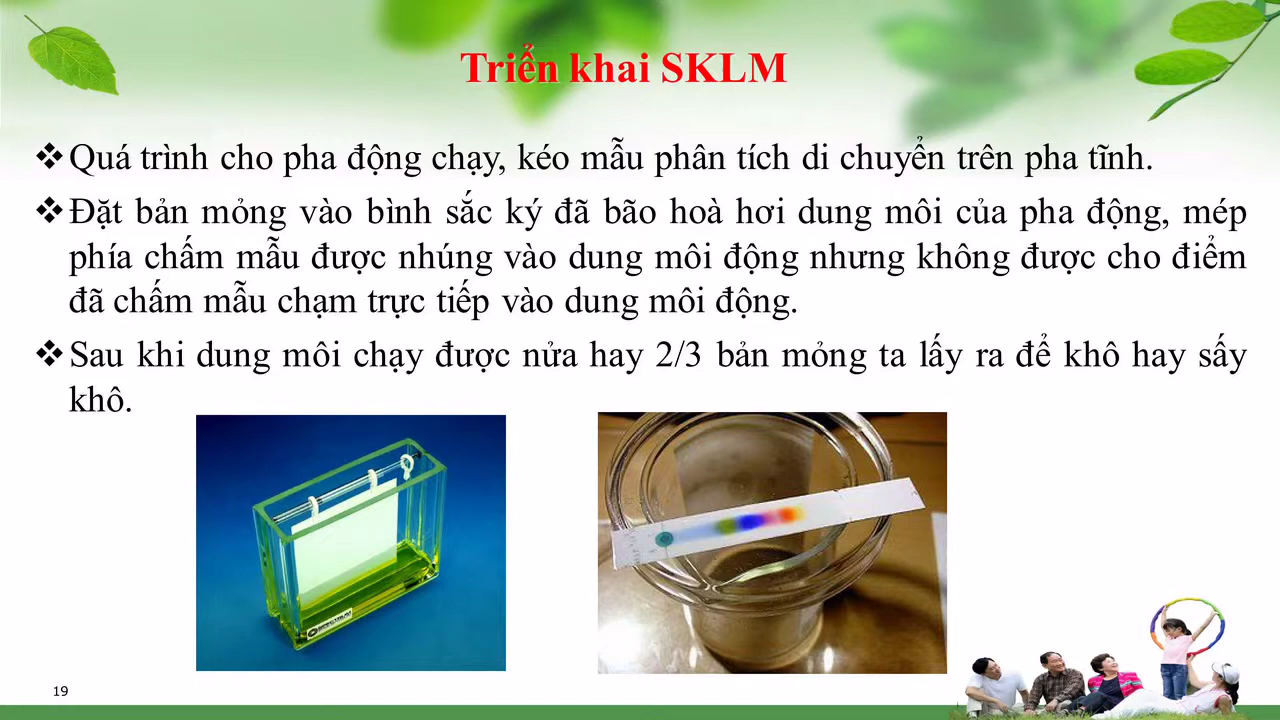 Triển khai SKLM
❖Quá trình cho pha động chạy, kéo mẫu phân tích di chuyển trên pha tĩnh.
❖Đặt bản mỏng vào bình sắc ký đã bão hoà hơi dung môi của pha động, mép
phía chấm mẫu được nhúng vào dung môi động nhưng không được cho điểm
đã chấm mẫu chạm trực tiếp vào dung môi động.
❖Sau khi dung môi chạy được nửa hay 2/3 bản mỏng ta lấy ra để khô hay sấy
khô.
19